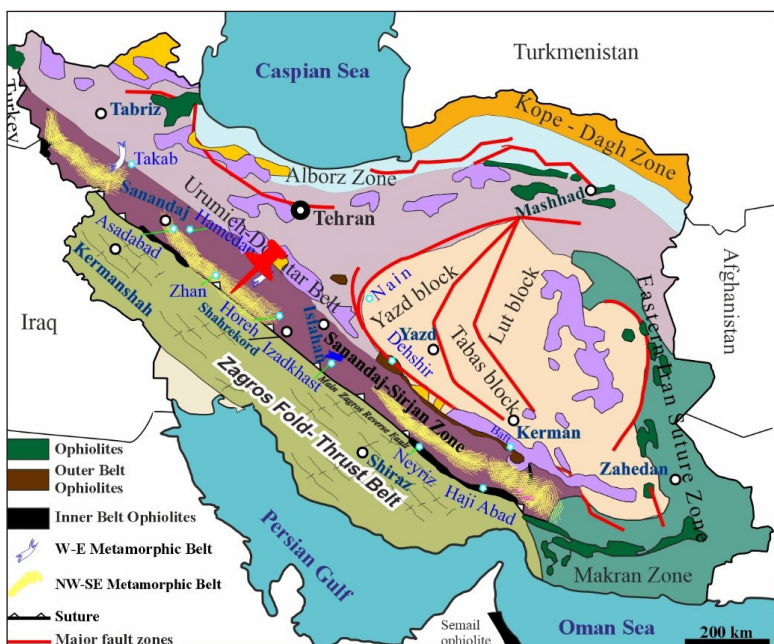 Turkmenistan
Caspian Sea
Turkey
Tabriz
Kope - Dagh Zone
Takab
Alborz Zone
Sanandaj
Urumieh-Dokhtar Belt
Tehran
Mashhad
Hamedan
Asadabad
Afghanistan
Kermanshah
Nain
Zhan
Yazd block
Lut block
Iraq
Horeh
Shahrekord
Isfahan
Yazd
Tabas block
Eastern Iran Suture Zone
Izadkhast
Dehshir
Sanandaj-Sirjan Zone
Main Zagros Reverse Fault
Zagros Fold- Thrust Belt
Kerman
Baft
Ophiolites
Neyriz
Shiraz
Zahedan
Outer Belt
Ophiolites
Haji Abad
Inner Belt Ophiolites
W-E Metamorphic Belt
Persian Gulf
Makran Zone
NW-SE Metamorphic Belt
Suture
Semail
ophiolite
Oman Sea
200 km
Major fault zones